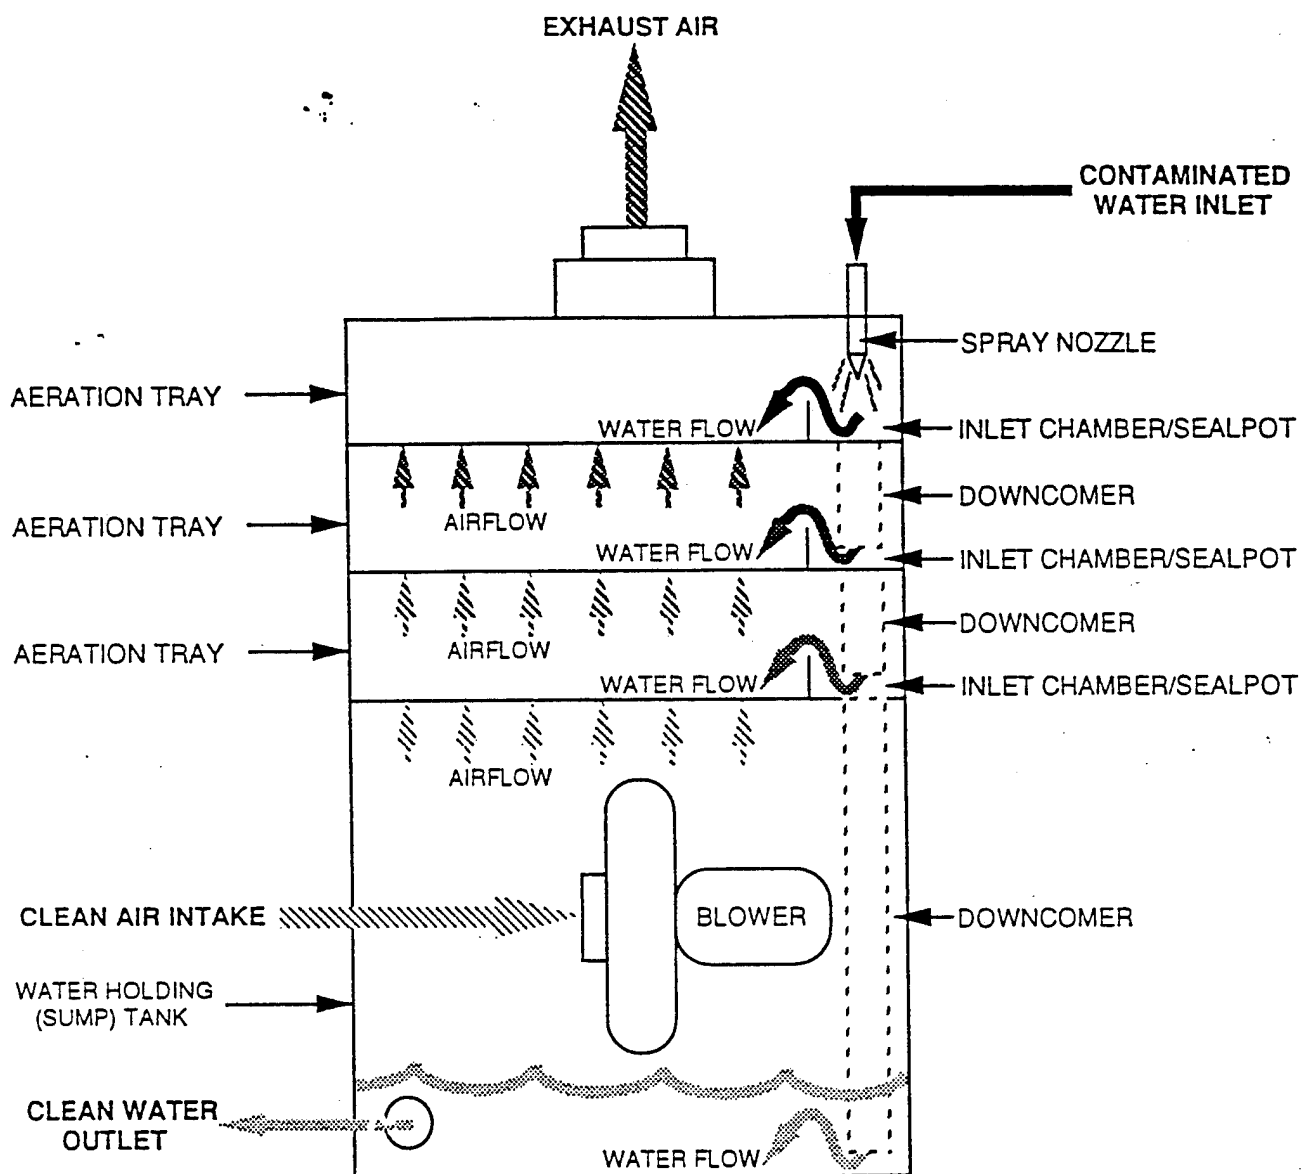 EXHAUST AIR
CONTAMINATED
WATER INLET
SPRAY NOZZLE
AERATION TRAY
WATER FLOW
INLET CHAMBER/SEALPOT
DOWNCOMER
AIRFLOW
AERATION TRAY
WATER FLOW
INLET CHAMBER/SEALPOT
DOWNCOMER
AIRFLOW
AERATION TRAY
WATER FLOW
INLET CHAMBER/SEALPOT
AIRFLOW
CLEAN AIR INTAKE
BLOWER
DOWNCOMER
WATER HOLDING
(SUMP) TANK
CLEAN WATER
OUTLET
WATER FLOW